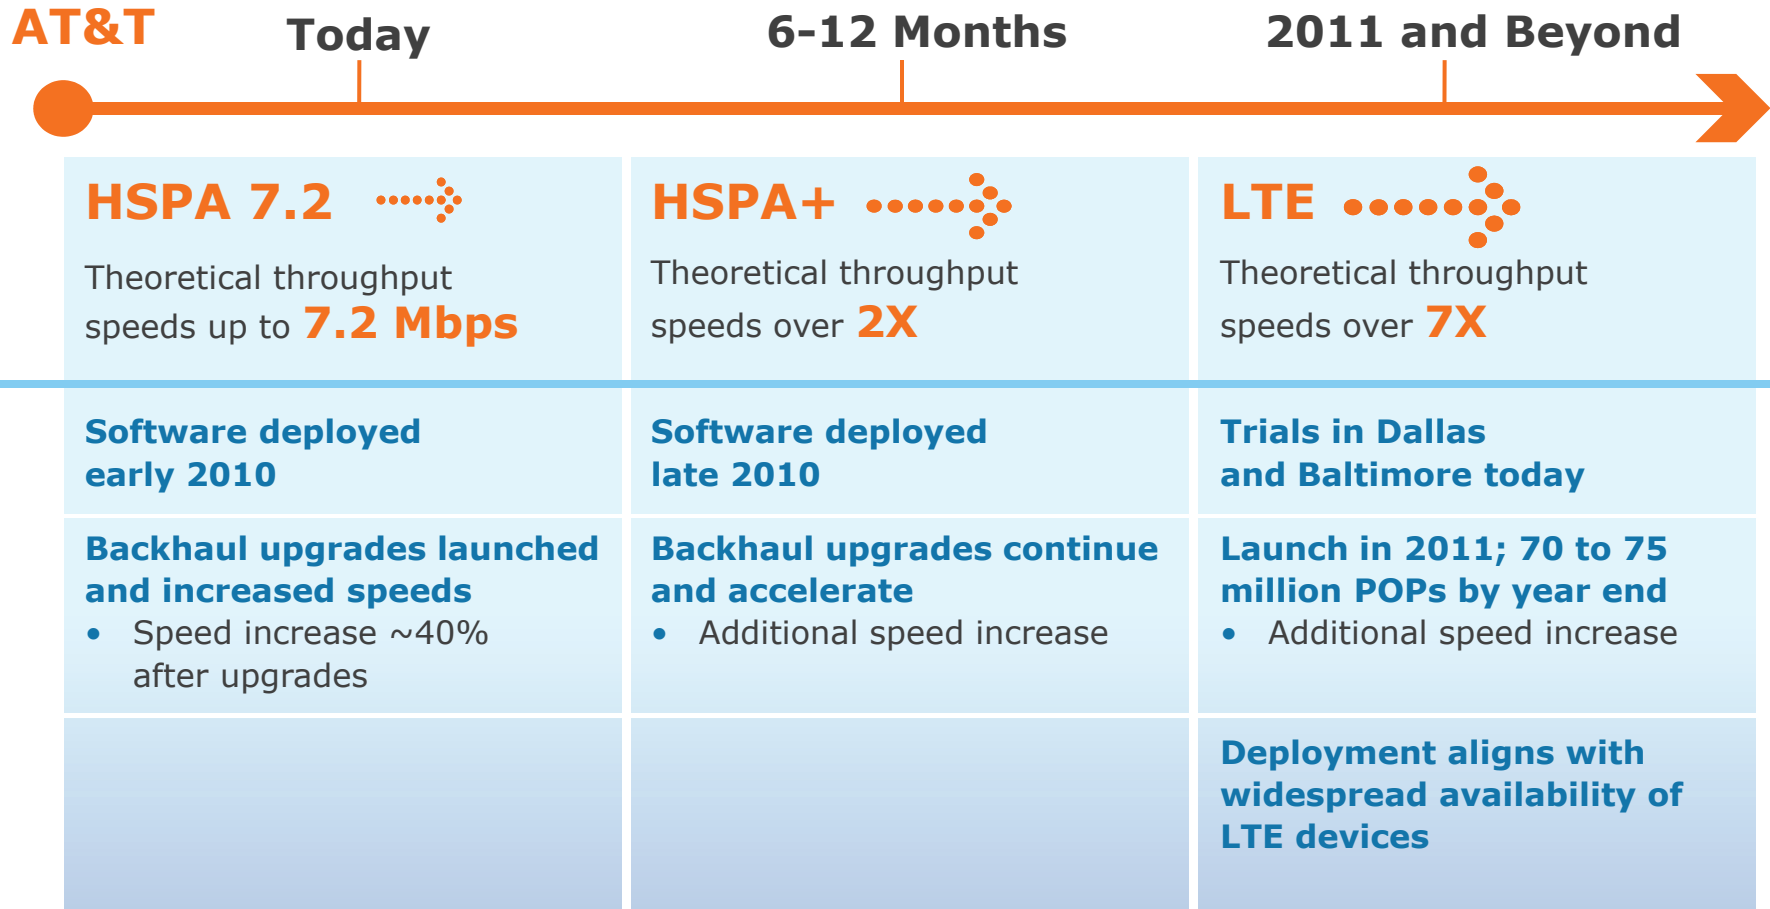 AT&T
Today
6-12 Months
2011 and Beyond
HSPA 7.2
Theoretical throughput
speeds up to 7.2 Mbps
Software deployed
early 2010
Backhaul upgrades launched
and increased speeds
• Speed increase ~40%
after upgrades
HSPA+
Theoretical throughput
speeds over 2X
Software deployed
late 2010
Backhaul upgrades continue
and accelerate
• Additional speed increase
LTE
Theoretical throughput
speeds over 7X
Trials in Dallas
and Baltimore today
Launch in 2011; 70 to 75
million POPs by year end
• Additional speed increase
Deployment aligns with
widespread availability of
LTE devices